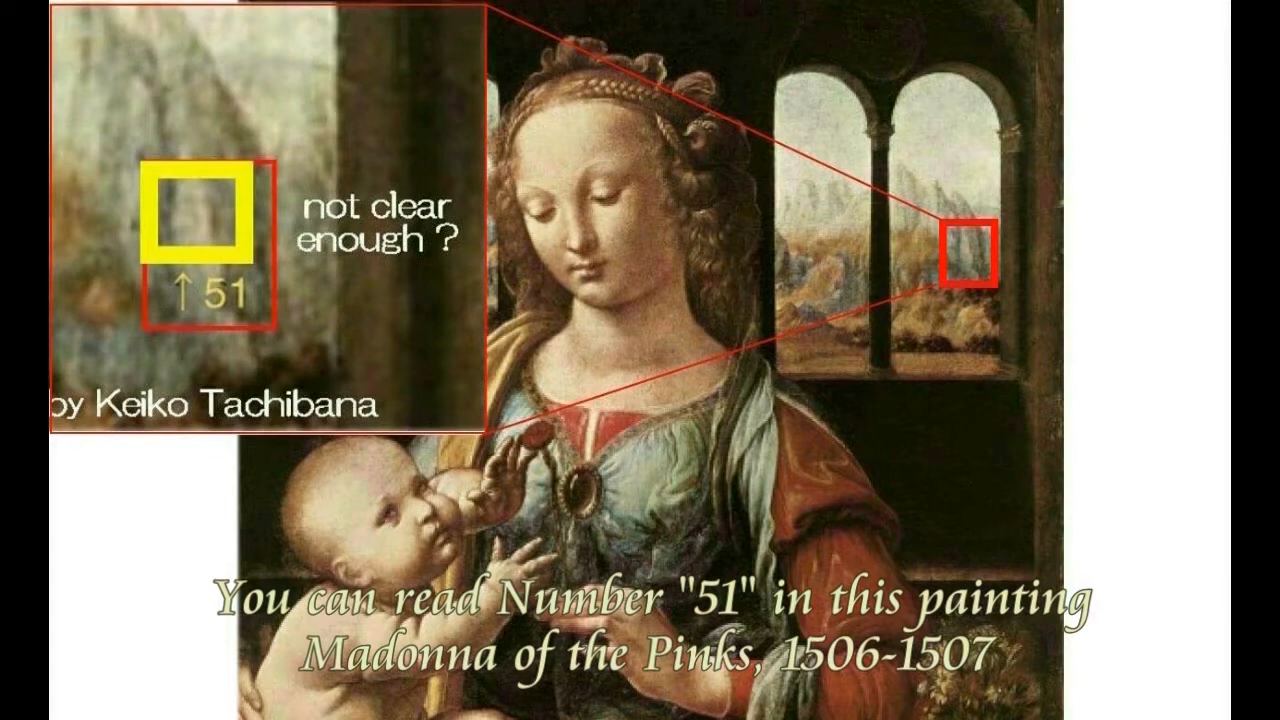 not clear
enough ?
↑ 51
by Keiko Tachibana
You can read Number "51" in this painting
Madonna of the Pinks, 1506-1507